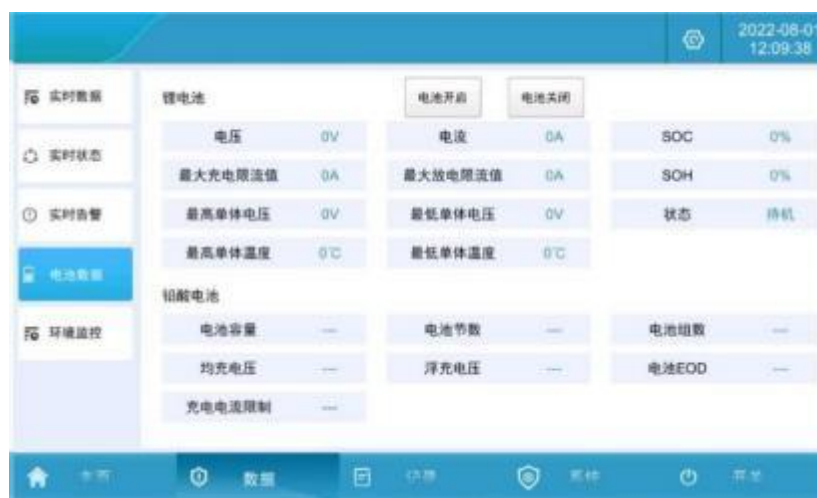 2022-08-01
12:09:38
实时数据
实时状态
实时告警
电池数据
环境监控
锂电池 电池开启 电池关闭
电压 0V 电流 0A SOC 0%
最大充电限流值 0A 最大放电限流值 0A SOH 0%
最高单体电压 0V 最低单体电压 0V 状态 待机
最高单体温度 0℃ 最低单体温度 0℃
铅酸电池
电池容量 --- 电池节数 --- 电池组数 ---
均充电压 --- 浮充电压 --- 电池EOD ---
充电电流限制 ---
主页 数据 系统 开关